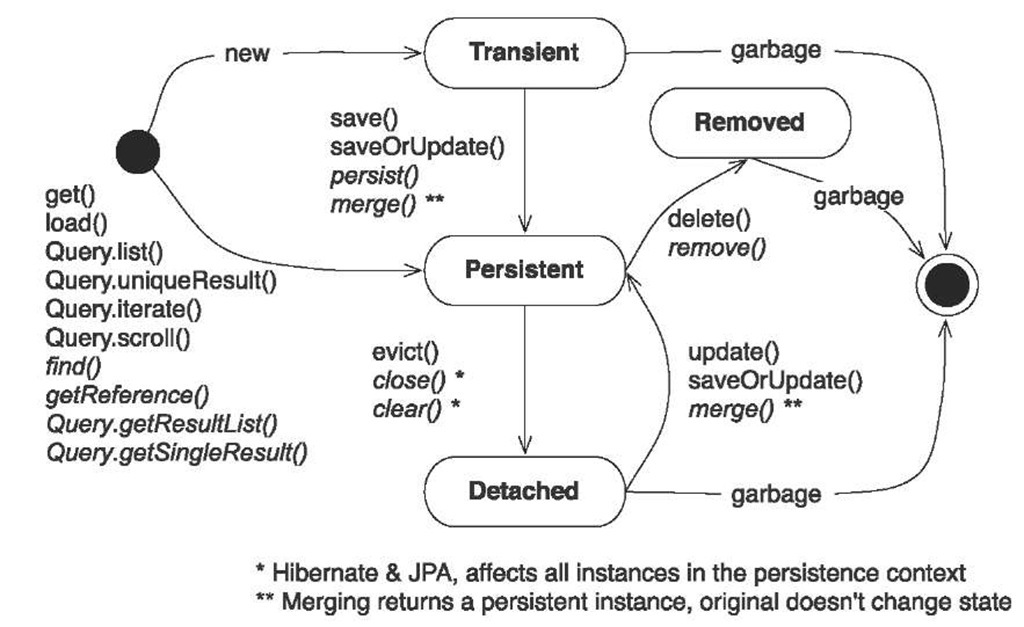 new
Transient
garbage
save()
saveOrUpdate()
persist()
merge() **
Removed
garbage
delete()
remove()
get()
load()
Query.list()
Query.uniqueResult()
Query.iterate()
Query.scroll()
find()
getReference()
Query.getResultList()
Query.getSingleResult()
Persistent
evict()
close() *
clear() *
update()
saveOrUpdate()
merge() **
Detached
garbage
* Hibernate & JPA, affects all instances in the persistence context
** Merging returns a persistent instance, original doesn't change state